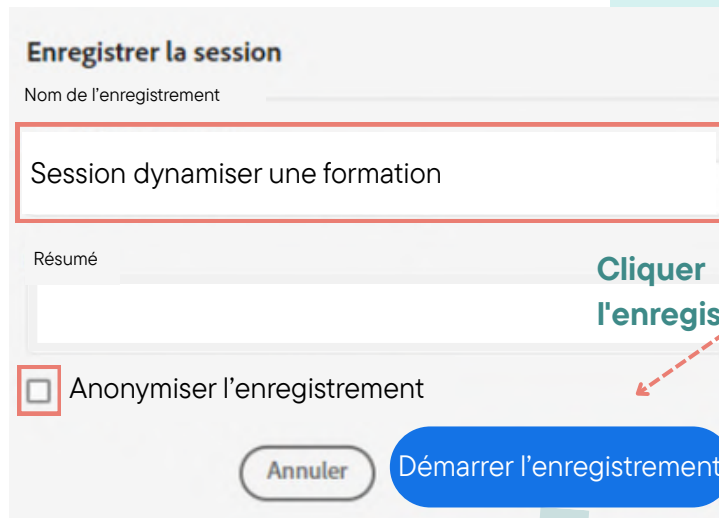 Enregistrer la session
Nom de l’enregistrement
Session dynamiser une formation
Résumé
Cliquer
l'enregis
Anonymiser l’enregistrement
Annuler
Démarrer l’enregistrement